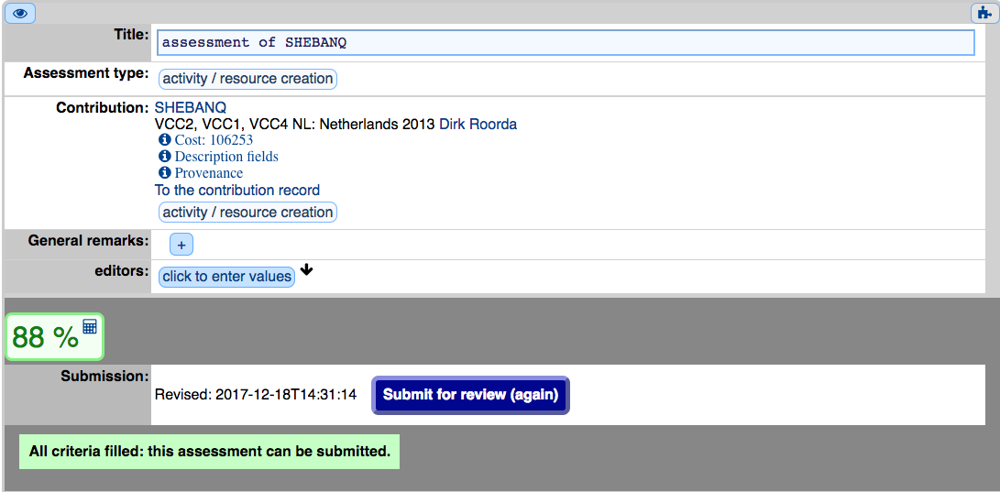 Title: assessment of SHEBANQ
Assessment type: activity / resource creation
Contribution: SHEBANQ
VCC2, VCC1, VCC4 NL: Netherlands 2013 Dirk Roorda
Cost: 106253
Description fields
Provenance
To the contribution record
activity / resource creation
General remarks: +
editors: click to enter values
88 %
Submission:
Revised: 2017-12-18T14:31:14 Submit for review (again)
All criteria filled: this assessment can be submitted.